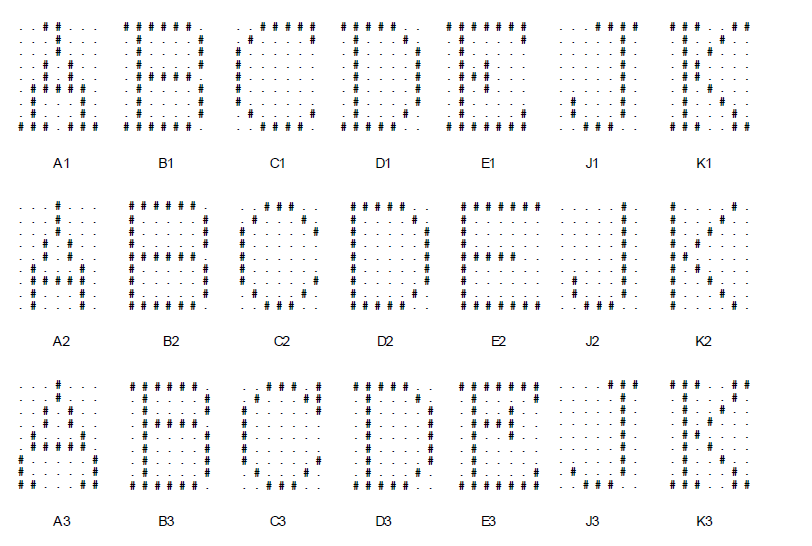 A1 B1 C1 D1 E1 J1 K1
A2 B2 C2 D2 E2 J2 K2
A3 B3 C3 D3 E3 J3 K3